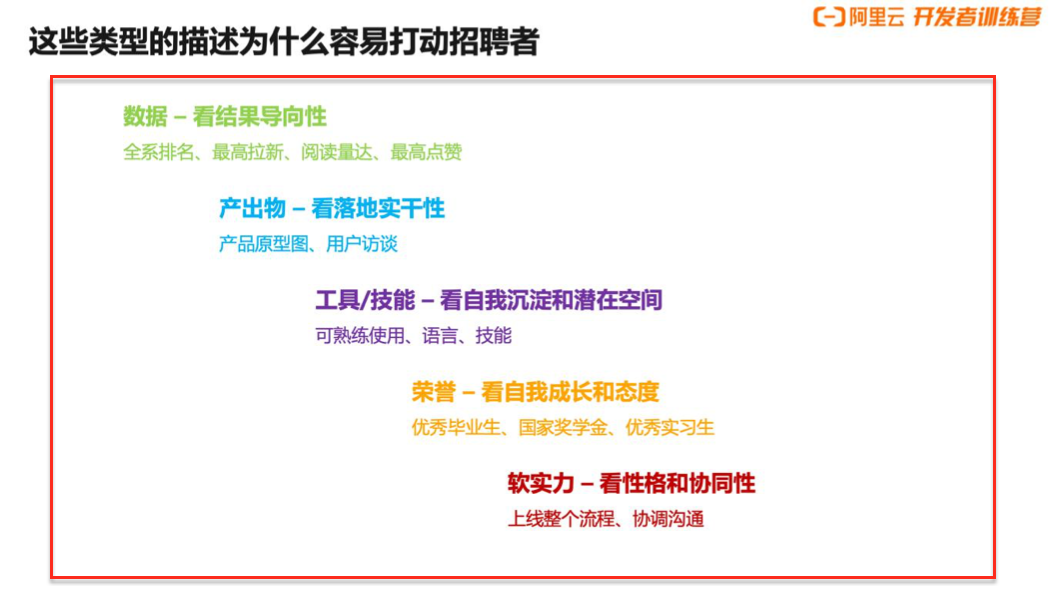 阿里云 开发者训练营
这些类型的描述为什么容易打动招聘者
数据 – 看结果导向性
全系排名、最高拉新、阅读量达、最高点赞
产出物 – 看落地实干性
产品原型图、用户访谈
工具/技能 – 看自我沉淀和潜在空间
可熟练使用、语言、技能
荣誉 – 看自我成长和态度
优秀毕业生、国家奖学金、优秀实习生
软实力 – 看性格和协同性
上线整个流程、协调沟通